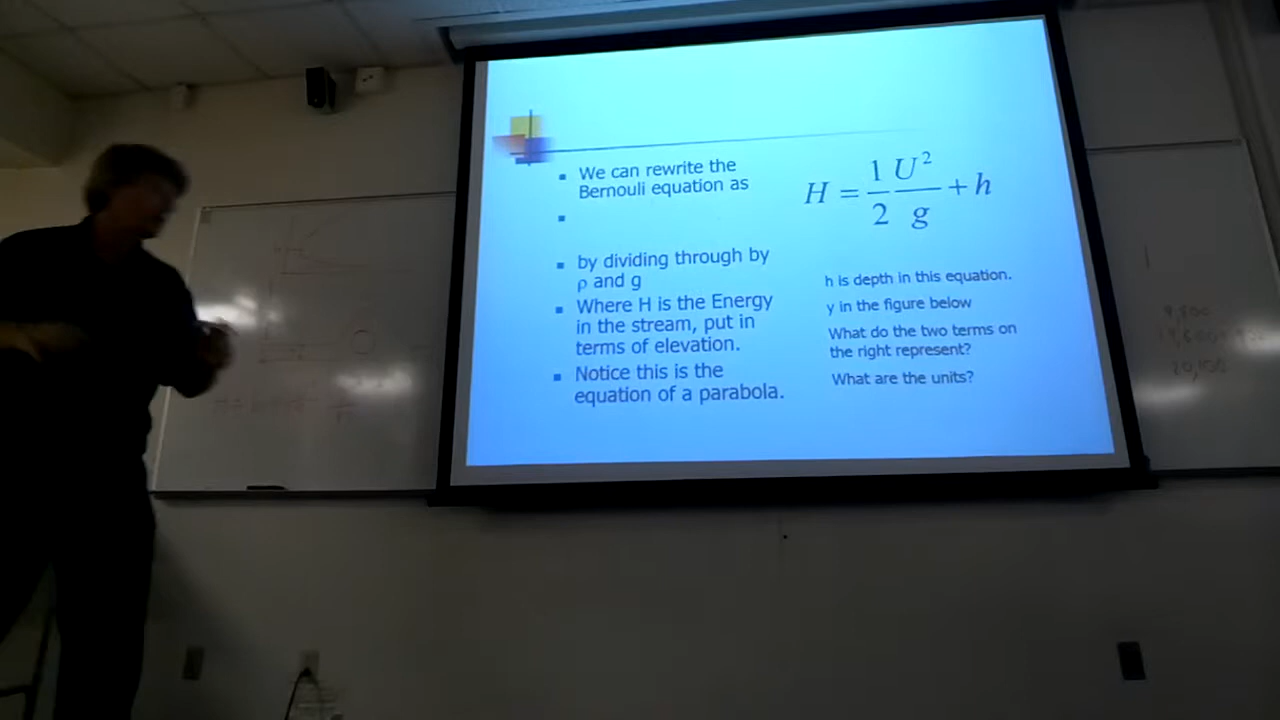 We can rewrite the
Bernouli equation as
H = 1/2 U²/g + h
by dividing through by
ρ and g
Where H is the Energy
in the stream, put in
terms of elevation.
Notice this is the
equation of a parabola.
h is depth in this equation.
y in the figure below
What do the two terms on
the right represent?
What are the units?